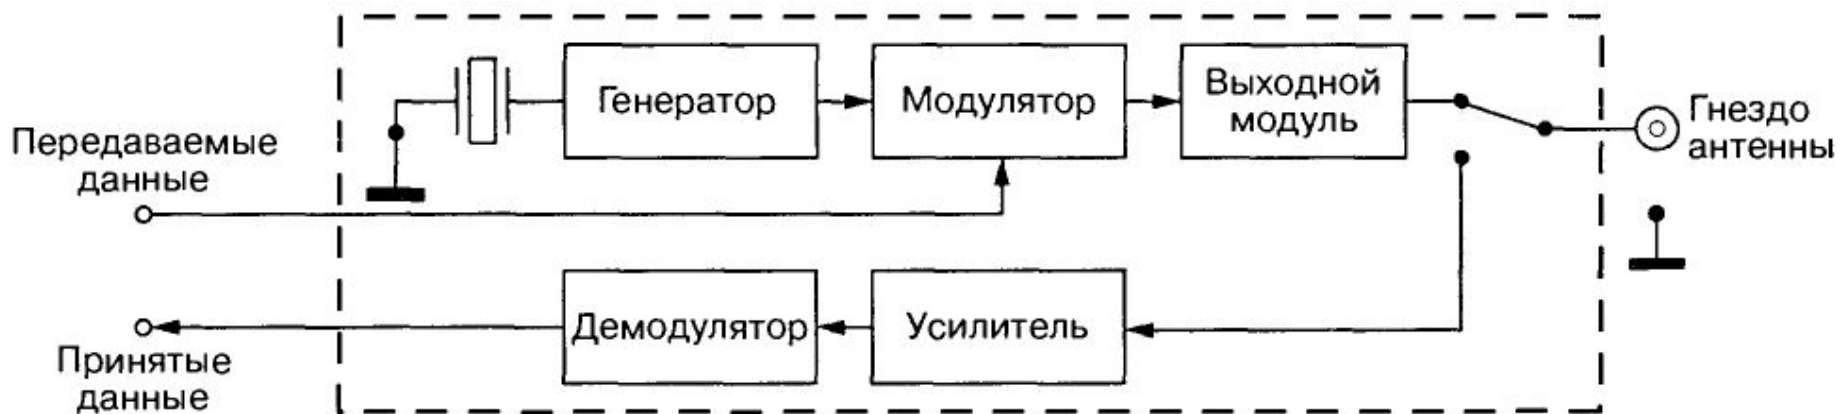 Генератор
Модулятор
Выходной
модуль
Гнездо
антенны
Передаваемые
данные
Демодулятор
Усилитель
Принятые
данные